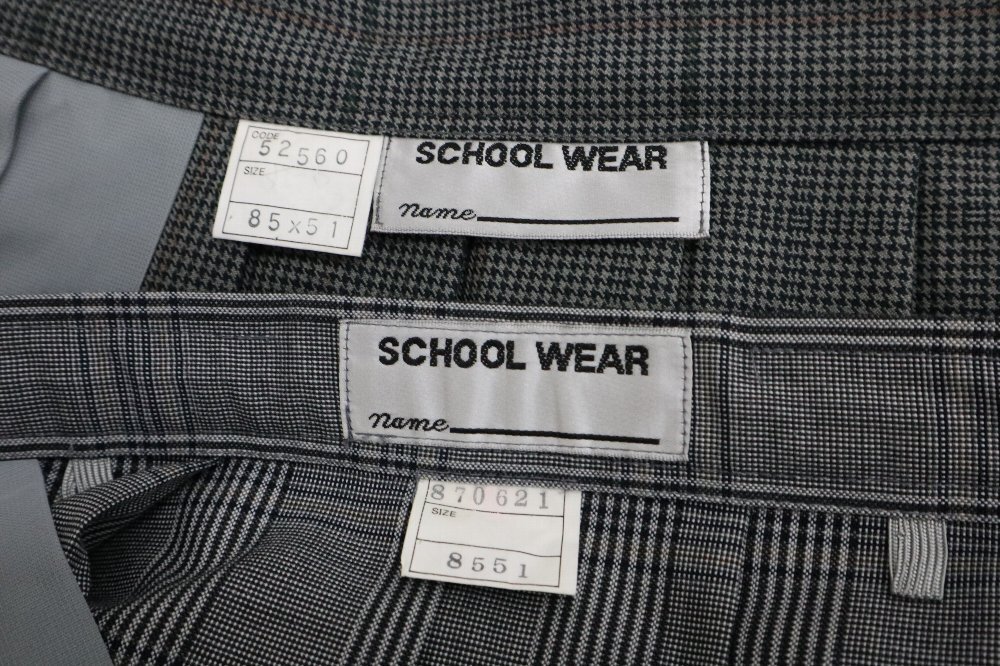 CODE
52560
SIZE
85×51
SCHOOL WEAR
name
SCHOOL WEAR
name
870621
SIZE
8551